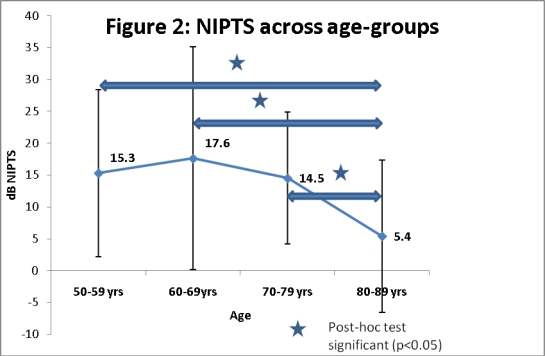 Figure 2: NIPTS across age-groups
40
35
30
25
20
15
10
5
0
-5
-10
dB NIPTS
15.3
17.6
14.5
5.4
50-59 yrs
60-69yrs
70-79 yrs
80-89 yrs
Age
Post-hoc test
significant (p<0.05)